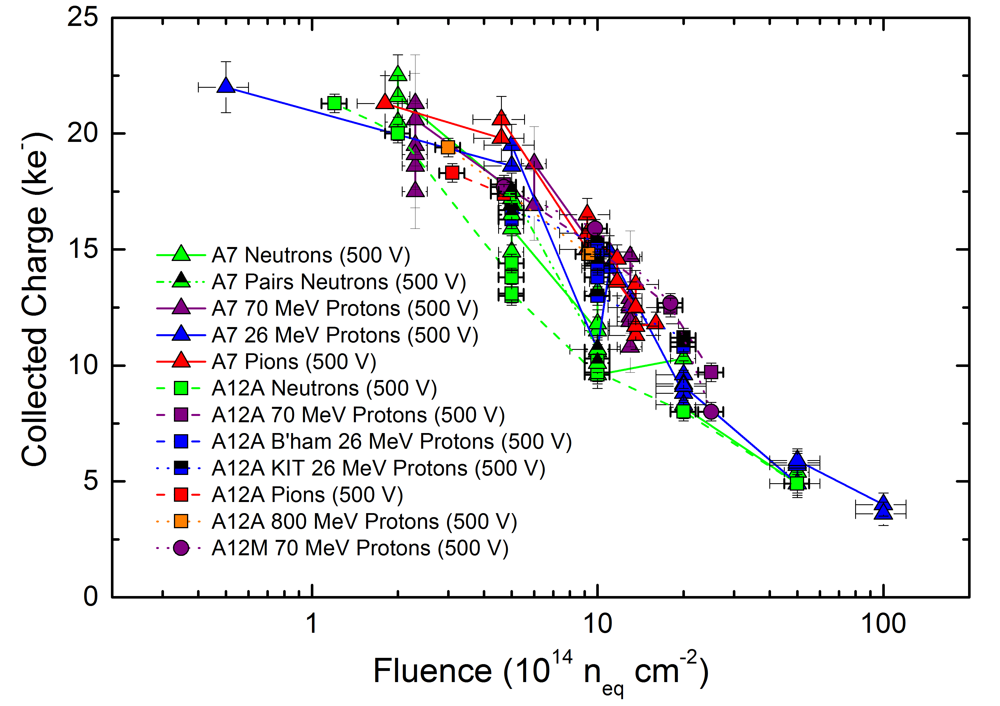 Collected Charge (ke⁻)
25
20
15
10
5
0
A7 Neutrons (500 V)
A7 Pairs Neutrons (500 V)
A7 70 MeV Protons (500 V)
A7 26 MeV Protons (500 V)
A7 Pions (500 V)
A12A Neutrons (500 V)
A12A 70 MeV Protons (500 V)
A12A B'ham 26 MeV Protons (500 V)
A12A KIT 26 MeV Protons (500 V)
A12A Pions (500 V)
A12A 800 MeV Protons (500 V)
A12M 70 MeV Protons (500 V)
1 10 100
Fluence (10¹⁴ n_eq cm⁻²)